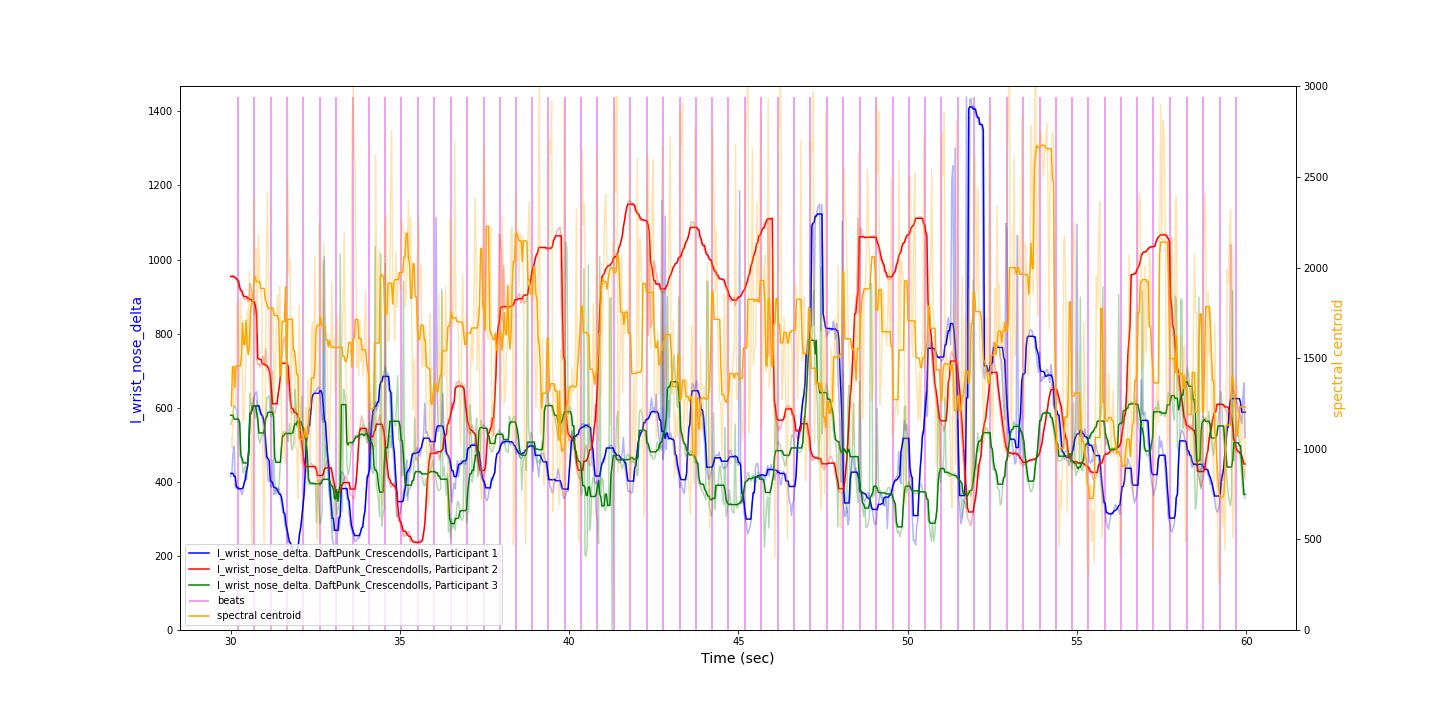 1400
1200
1000
800
600
400
200
0
l_wrist_nose_delta
3000
2500
2000
1500
1000
500
0
spectral centroid
l_wrist_nose_delta. DaftPunk_Crescendolls, Participant 1
l_wrist_nose_delta. DaftPunk_Crescendolls, Participant 2
l_wrist_nose_delta. DaftPunk_Crescendolls, Participant 3
beats
spectral centroid
30 35 40 45 50 55 60
Time (sec)